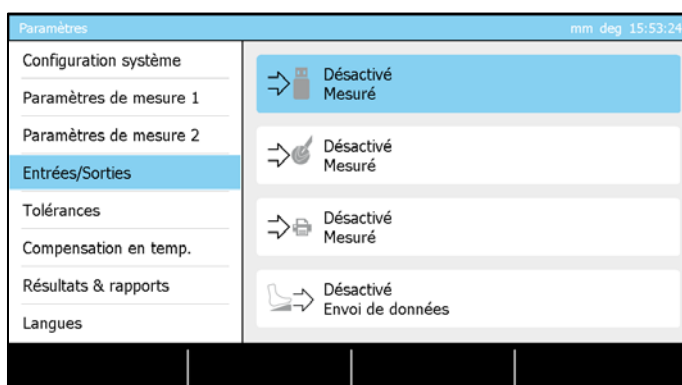 Paramètres
mm deg 15:53:24
Configuration système
Paramètres de mesure 1
Paramètres de mesure 2
Entrées/Sorties
Tolérances
Compensation en temp.
Résultats & rapports
Langues
Désactivé
Mesuré
Désactivé
Mesuré
Désactivé
Mesuré
Désactivé
Envoi de données